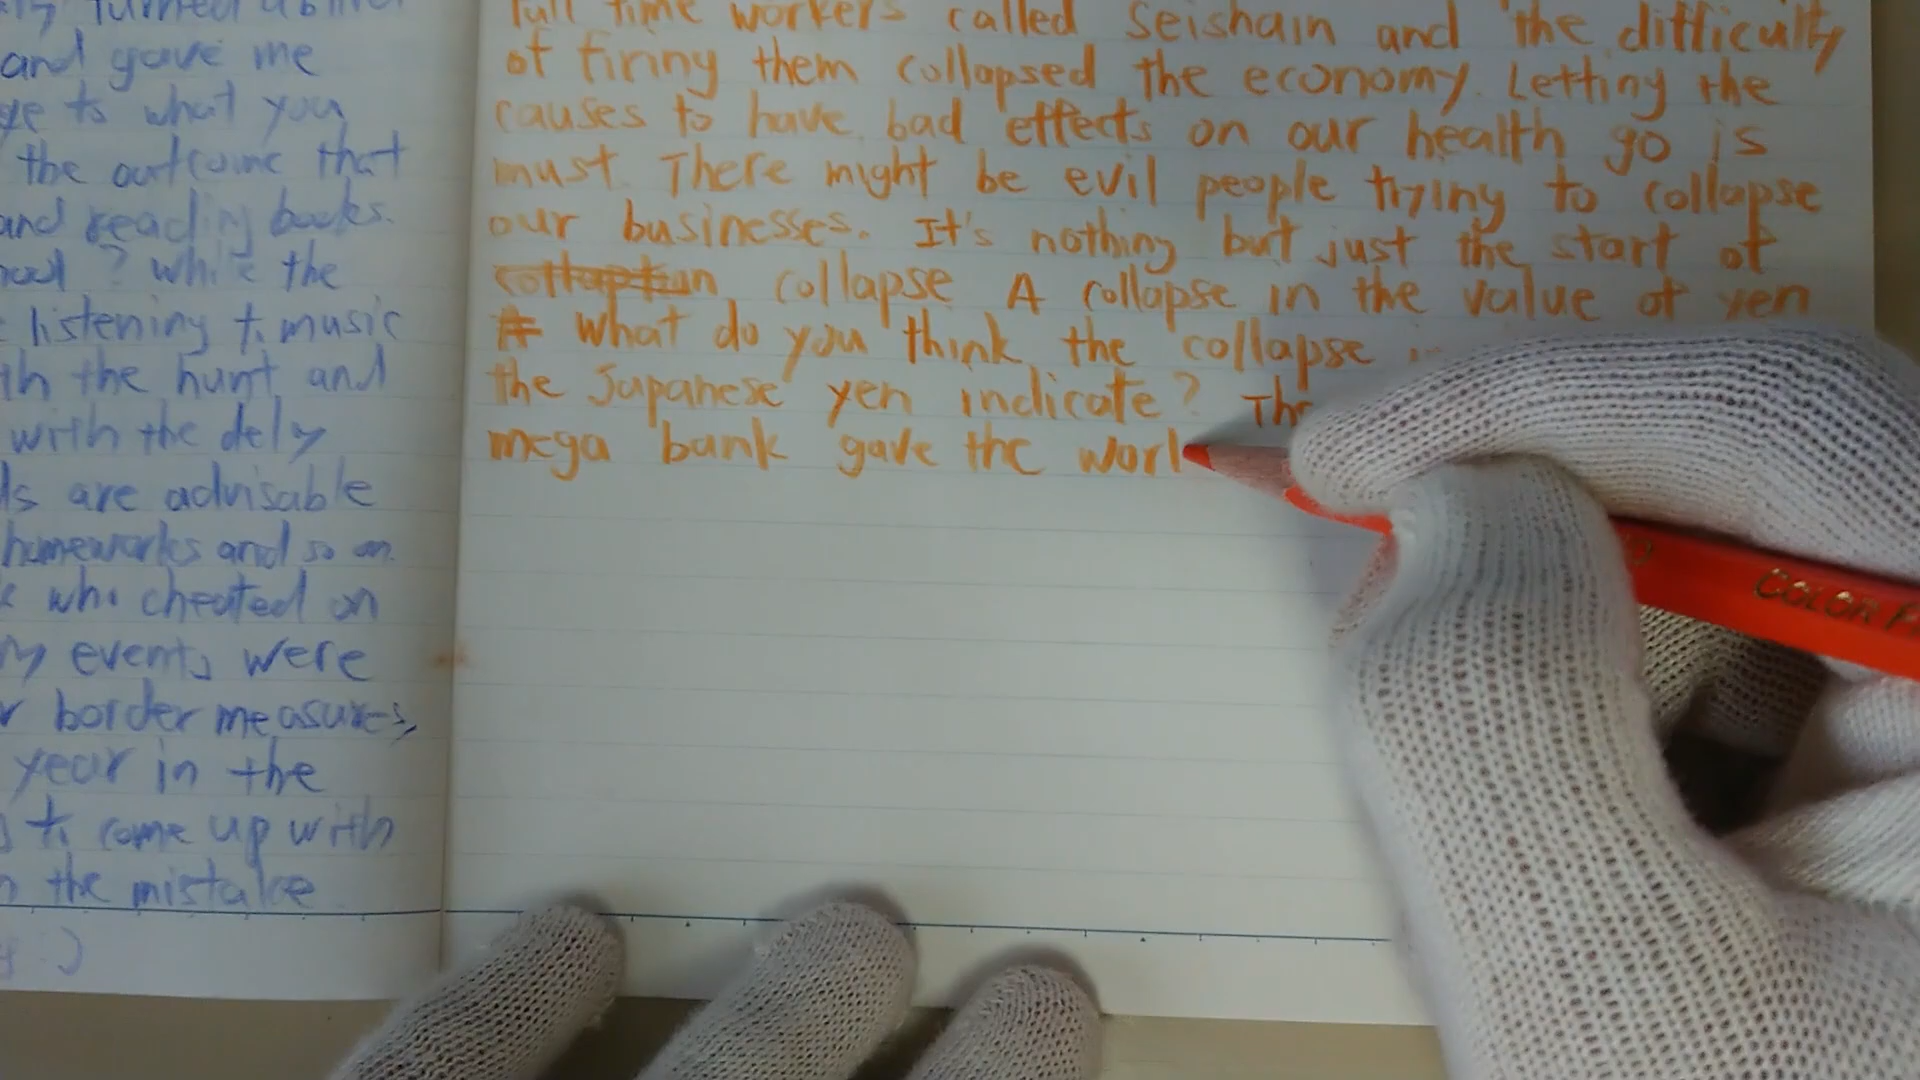 and gave me
to what you
the outcome that
and reading books.
? while the
listening to music
the hunt and
with the dely
are advisable
homeworks and so on.
who cheated on
events were
border measures,
year in the
to come up with
the mistake
:)
full time workers called Seishain and the difficulty
of firiny them collapsed the economy. Letting the
causes to have bad effects on our health go is
must. There might be evil people triiny to collapse
our businesses. It's nothing but just the start of
collapse A collapse in the value of yen
What do you think the collapse
the Japanese yen indicate? The
mega bank gave the worl
COLOR